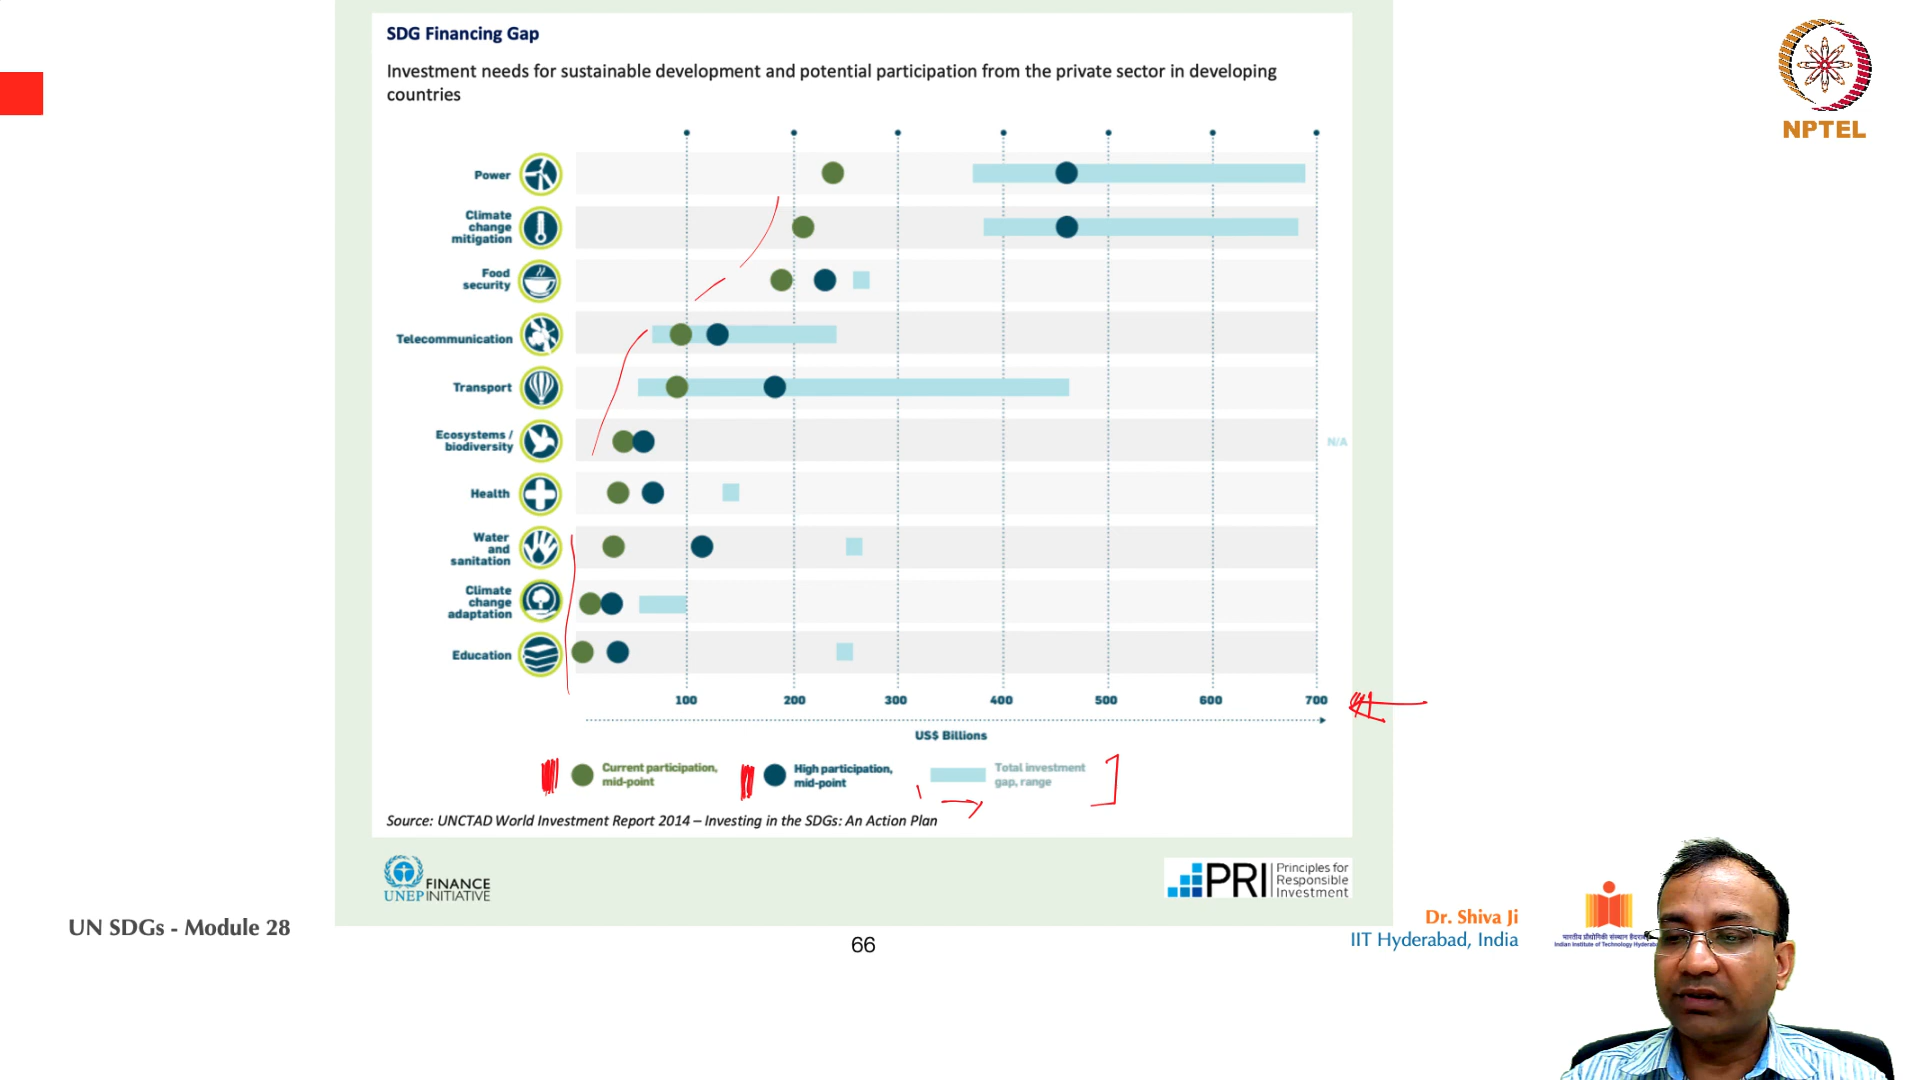 SDG Financing Gap
Investment needs for sustainable development and potential participation from the private sector in developing
countries
NPTEL
Power
Climate
change
mitigation
Food
security
Telecommunication
Transport
Ecosystems /
biodiversity
N/A
Health
Water
and
sanitation
Climate
change
adaptation
Education
100 200 300 400 500 600 700
US$ Billions
Current participation,
mid-point
High participation,
mid-point
Total investment
gap, range
Source: UNCTAD World Investment Report 2014 – Investing in the SDGs: An Action Plan
UNEP
FINANCE
INITIATIVE
PRI
Principles for
Responsible
Investment
UN SDGs - Module 28
66
Dr. Shiva Ji
IIT Hyderabad, India
Indian Institute of Technology